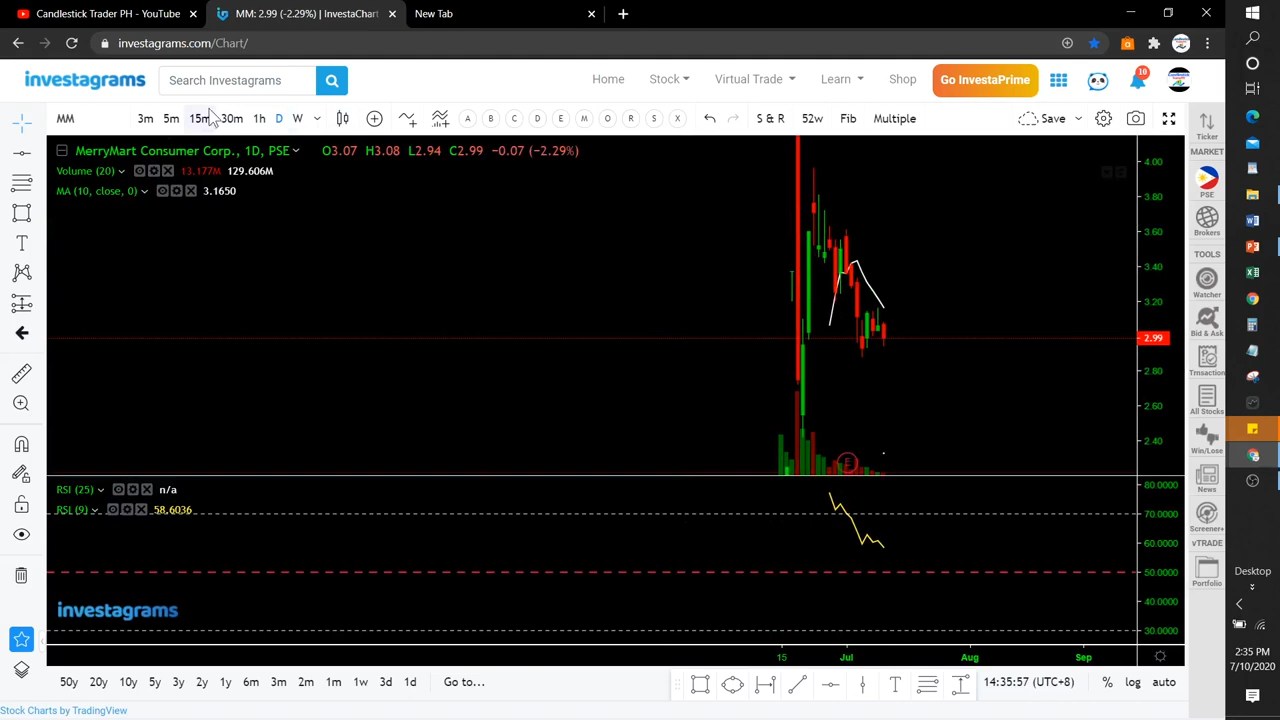 Candlestick Trader PH - YouTube
MM: 2.99 (-2.29%) | InvestaChart
New Tab
investagrams.com/Chart/
investagrams
Search Investagrams
Home
Stock
Virtual Trade
Learn
Shop
Go InvestaPrime
10
MM
3m 5m 15m 30m 1h D W
A B C D E M O R S X
S & R 52w Fib Multiple
Save
MerryMart Consumer Corp., 1D, PSE
O3.07 H3.08 L2.94 C2.99 −0.07 (−2.29%)
Volume (20) 13.177M 129.606M
MA (10, close, 0) 3.1650
4.00
3.80
3.60
3.40
3.20
2.99
2.80
2.60
2.40
E
RSI (25) n/a
RSI (9) 58.6036
80.0000
70.0000
60.0000
50.0000
40.0000
30.0000
investagrams
15 Jul Aug Sep
50y 20y 10y 5y 3y 2y 1y 6m 3m 2m 1m 1w 3d 1d Go to...
14:35:57 (UTC+8) % log auto
Stock Charts by TradingView
Ticker
MARKET
PSE
Brokers
TOOLS
Watcher
Bid & Ask
Trnsaction
All Stocks
Win/Lose
News
Screener+
vTRADE
Portfolio
Desktop
2:35 PM
7/10/2020